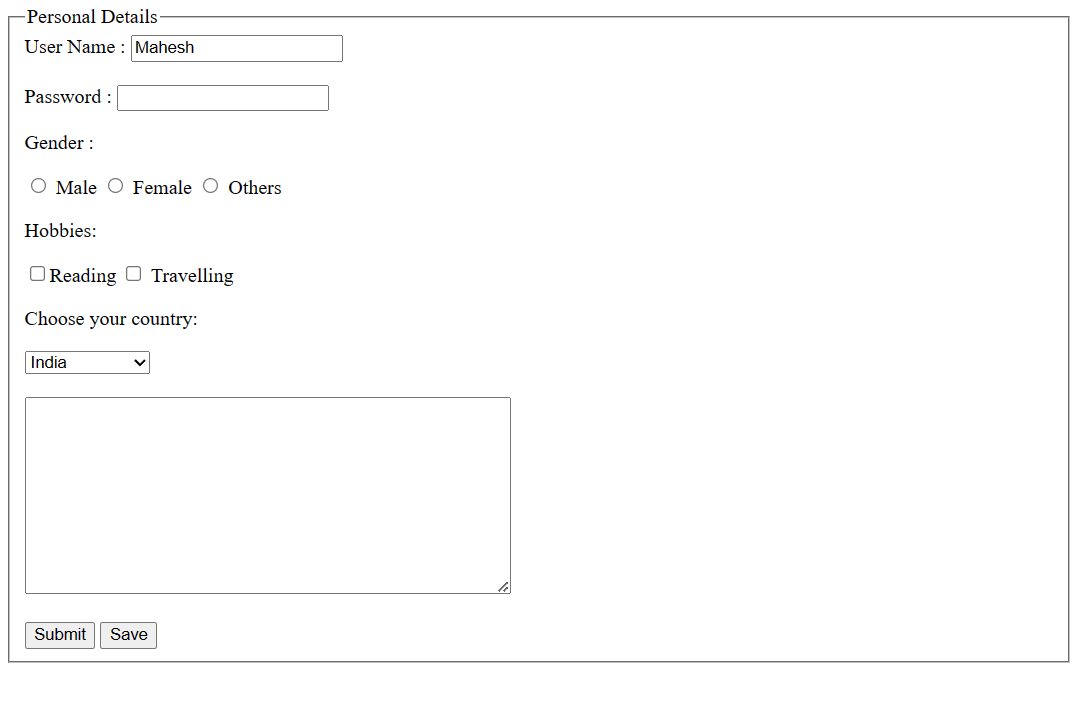 Personal Details
User Name : Mahesh
Password :
Gender :
Male Female Others
Hobbies:
Reading Travelling
Choose your country:
India
Submit Save